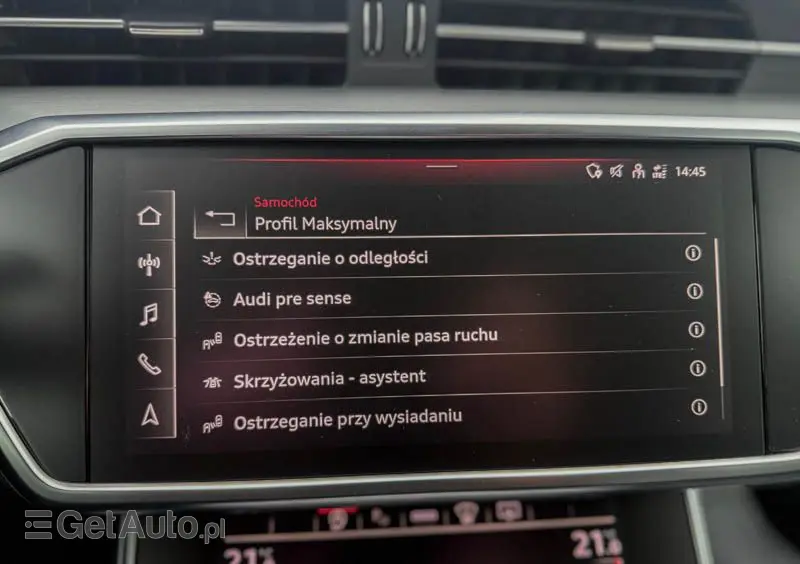 14:45
Samochód
Profil Maksymalny
Ostrzeganie o odległości
Audi pre sense
Ostrzeżenie o zmianie pasa ruchu
Skrzyżowania - asystent
Ostrzeganie przy wysiadaniu
GetAuto.pl